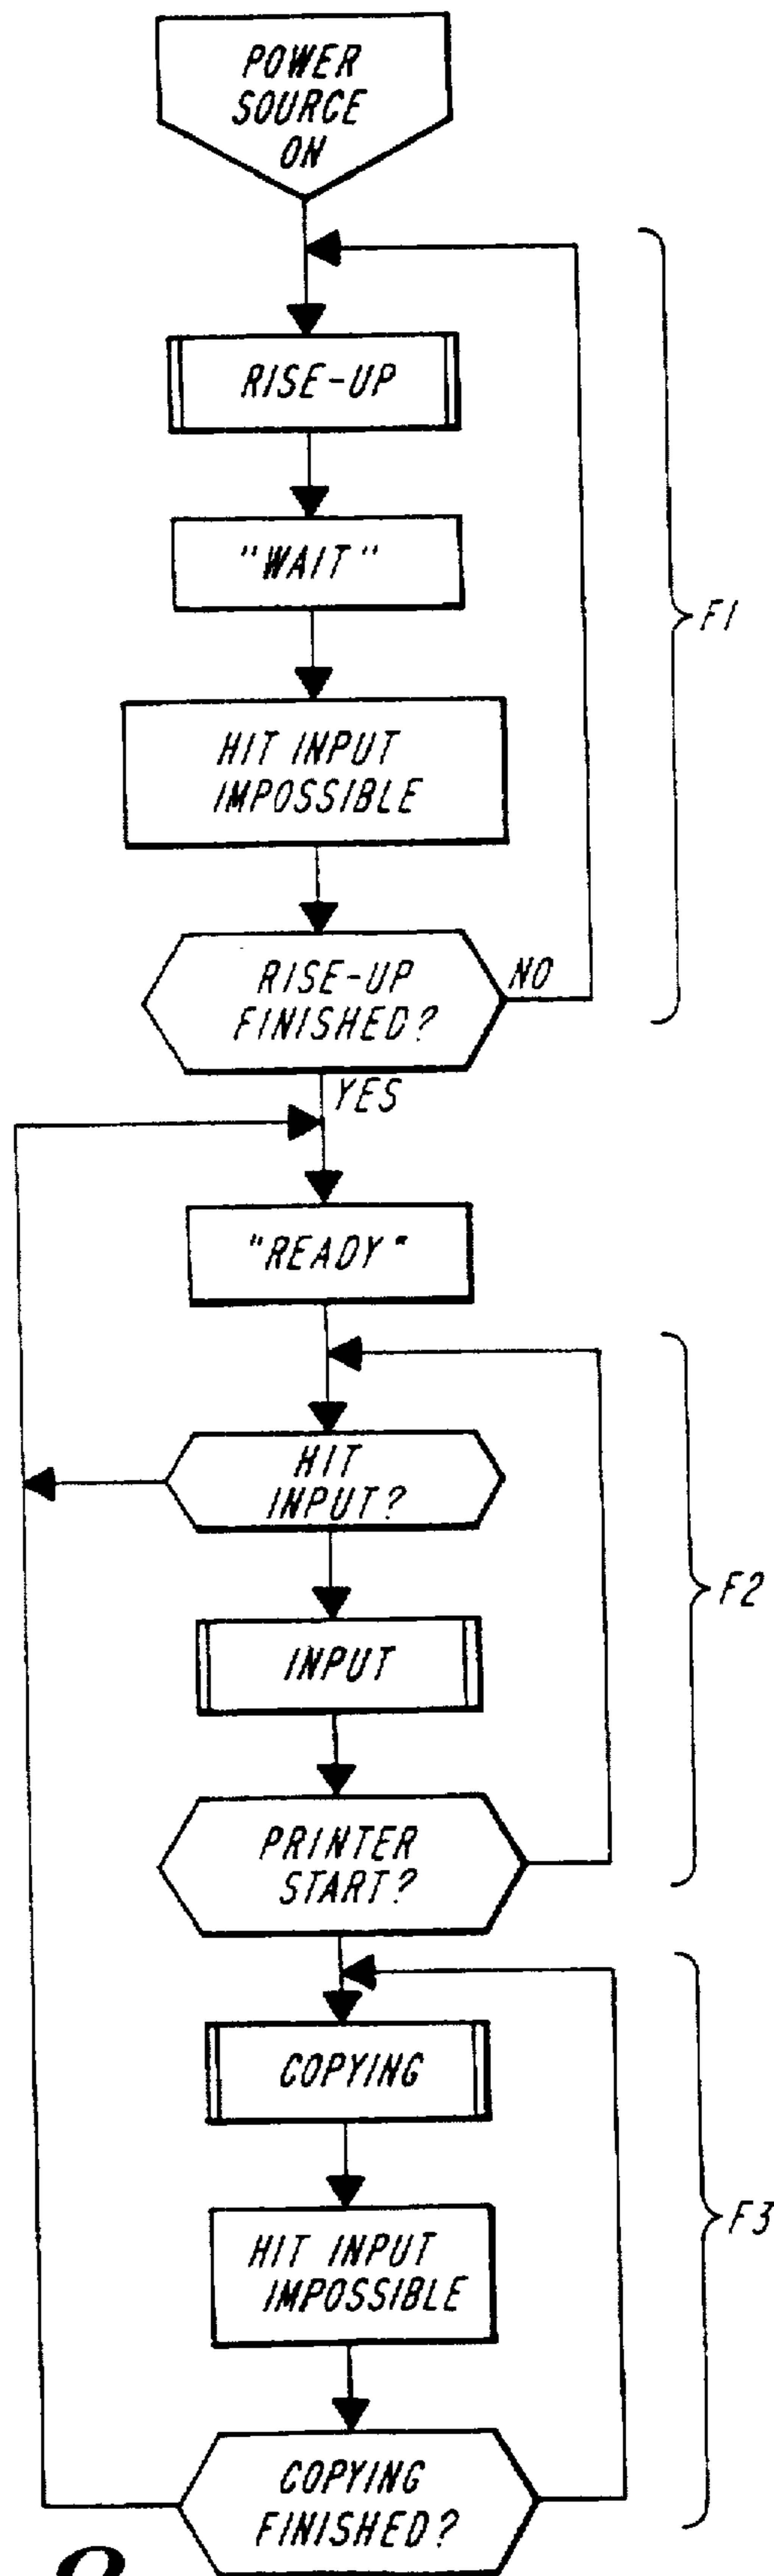 POWER
SOURCE
ON
RISE-UP
"WAIT"
F1
HIT INPUT
IMPOSSIBLE
RISE-UP
FINISHED?
NO
YES
"READY"
HIT
INPUT?
F2
INPUT
PRINTER
START?
COPYING
F3
HIT INPUT
IMPOSSIBLE
COPYING
FINISHED?